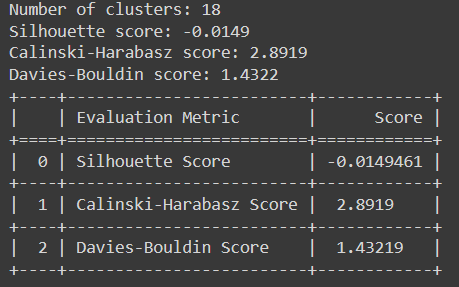 Number of clusters: 18
Silhouette score: -0.0149
Calinski-Harabasz score: 2.8919
Davies-Bouldin score: 1.4322
+----+-------------------------+------------+
|    | Evaluation Metric       |      Score |
+====+=========================+============+
|  0 | Silhouette Score        | -0.0149461 |
+----+-------------------------+------------+
|  1 | Calinski-Harabasz Score |  2.8919    |
+----+-------------------------+------------+
|  2 | Davies-Bouldin Score    |  1.43219   |
+----+-------------------------+------------+